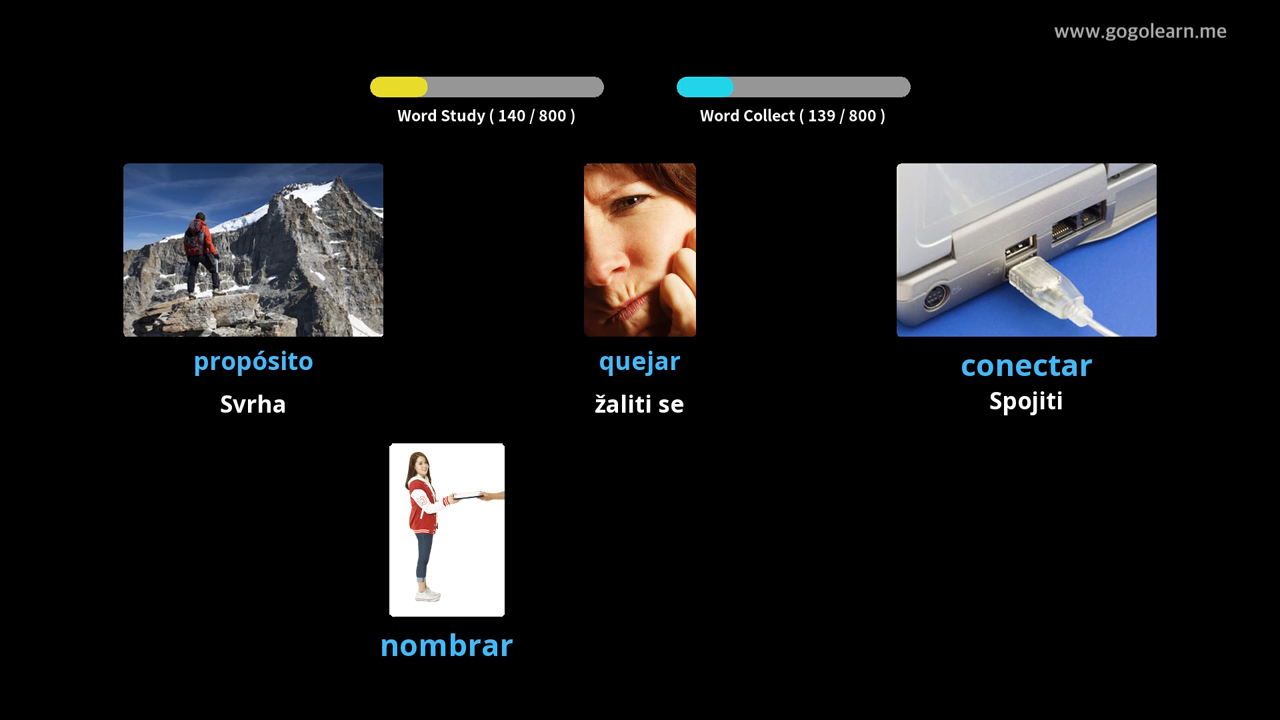 www.gogolearn.me
Word Study ( 140 / 800 )
Word Collect ( 139 / 800 )
propósito
Svrha
quejar
žaliti se
conectar
Spojiti
nombrar